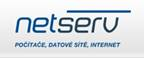 netserv
POČÍTAČE, DATOVÉ SÍTĚ, INTERNET